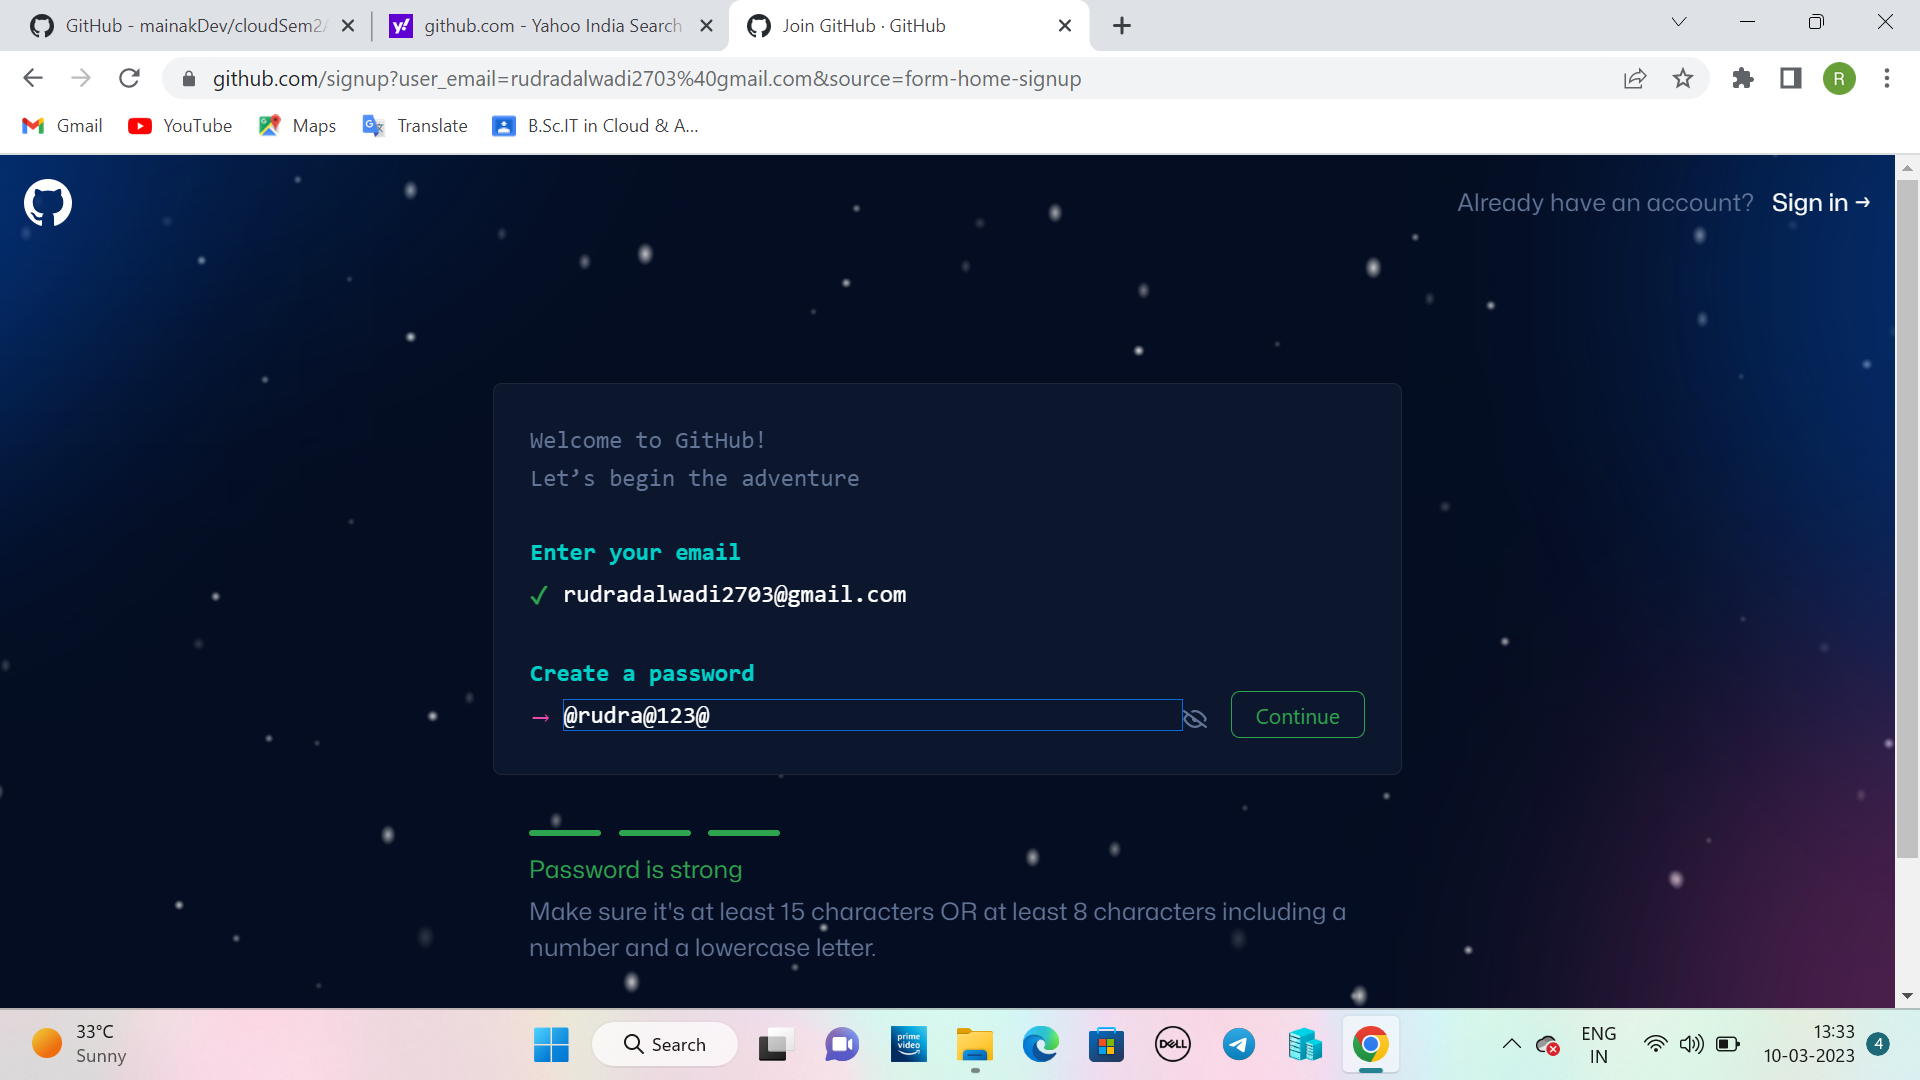 GitHub - mainakDev/cloudSem2A
github.com - Yahoo India Search
Join GitHub · GitHub
github.com/signup?user_email=rudradalwadi2703%40gmail.com&source=form-home-signup
R
Gmail
YouTube
Maps
Translate
B.Sc.IT in Cloud & A...
Already have an account? Sign in →
Welcome to GitHub!
Let’s begin the adventure
Enter your email
✓ rudradalwadi2703@gmail.com
Create a password
→ @rudra@123@
Continue
Password is strong
Make sure it's at least 15 characters OR at least 8 characters including a
number and a lowercase letter.
33°C
Sunny
Search
prime video
DELL
ENG
IN
13:33
10-03-2023
4